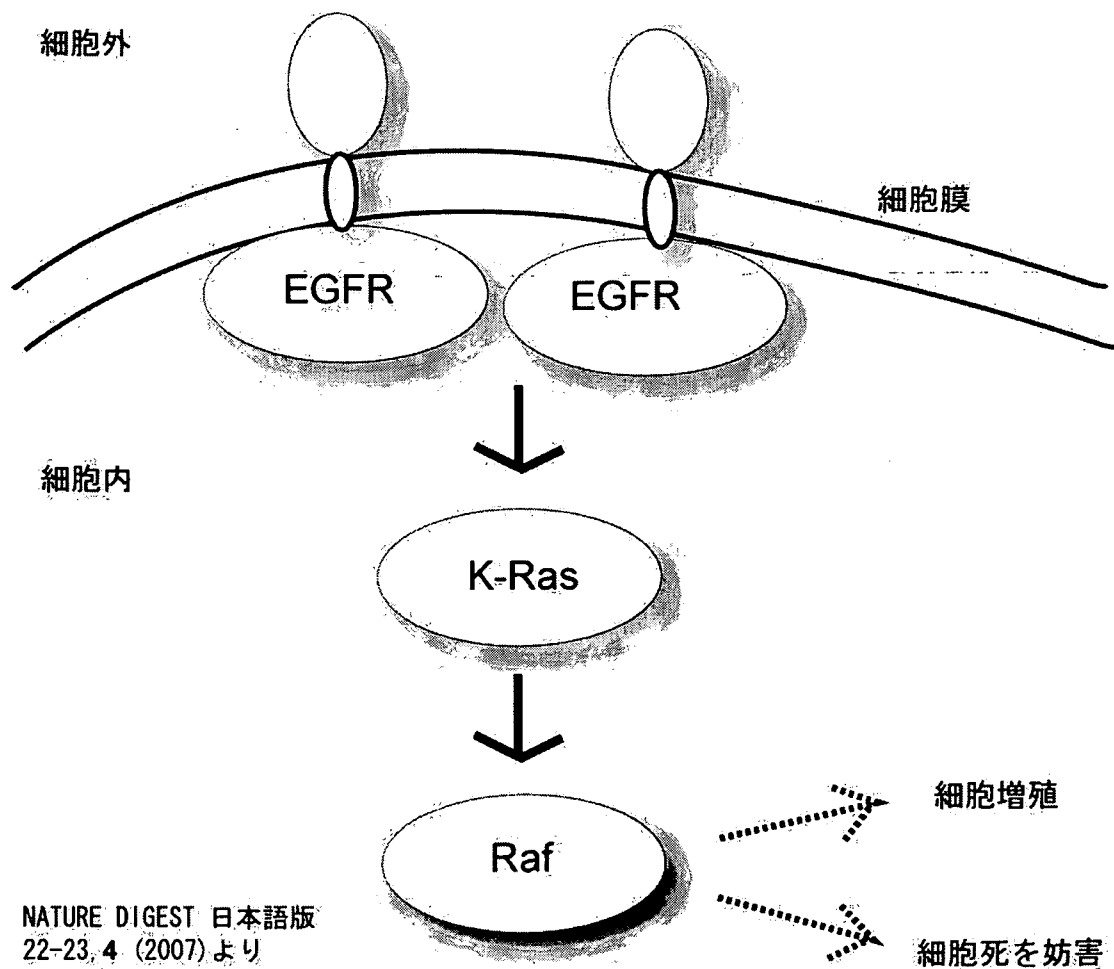 細胞外
細胞膜
EGFR
EGFR
細胞内
K-Ras
Raf
細胞増殖
細胞死を妨害
NATURE DIGEST 日本語版
22-23,4 (2007)より